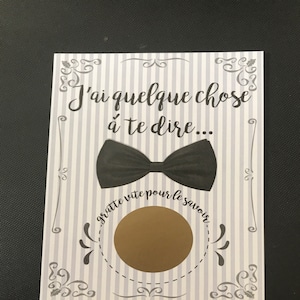 J'ai quelque chose
á te dire...
gratte vite pour le savoir